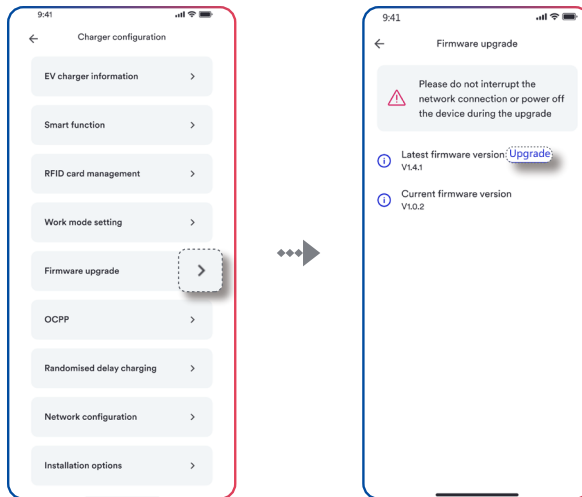 9:41
Charger configuration
EV charger information
Smart function
RFID card management
Work mode setting
Firmware upgrade
OCPP
Randomised delay charging
Network configuration
Installation options
9:41
Firmware upgrade
Please do not interrupt the
network connection or power off
the device during the upgrade
Latest firmware version Upgrade
V1.4.1
Current firmware version
V1.0.2